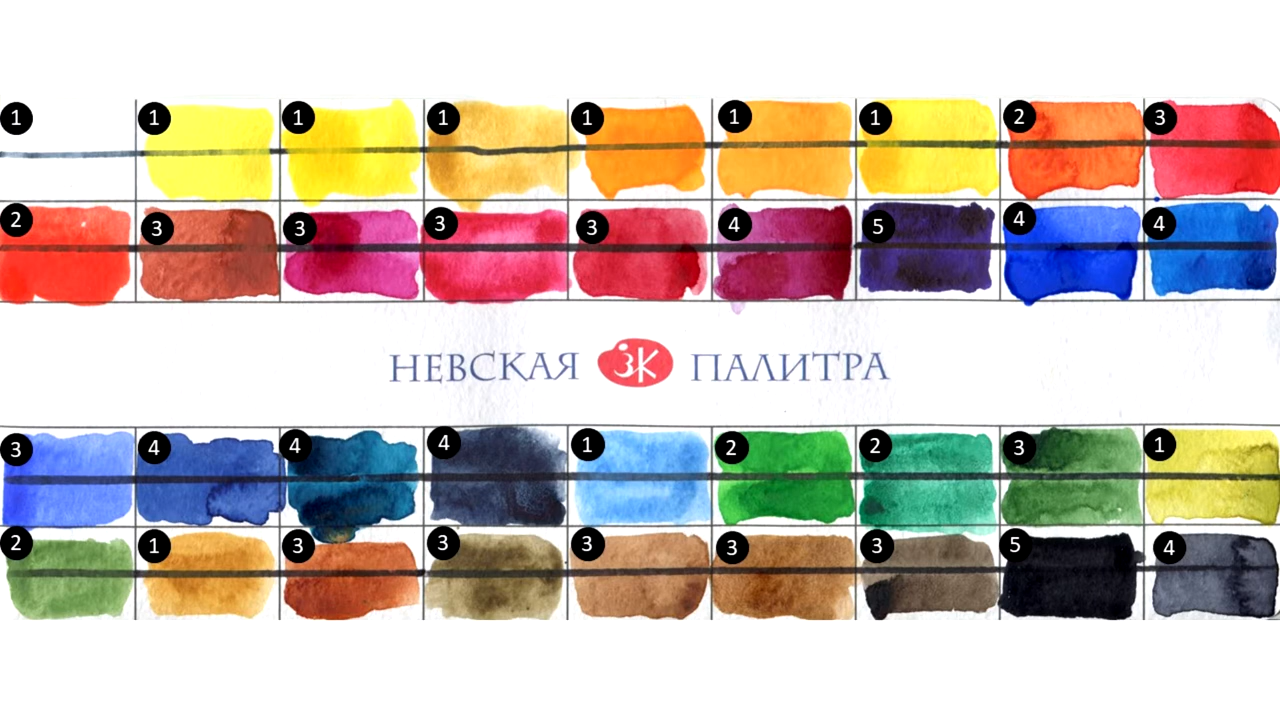 1 1 1 1 1 1 1 2 3
2 3 3 3 3 4 5 4 4
НЕВСКАЯ ЗК ПАЛИТРА
3 4 4 4 1 2 2 3 1
2 1 3 3 3 3 3 5 4